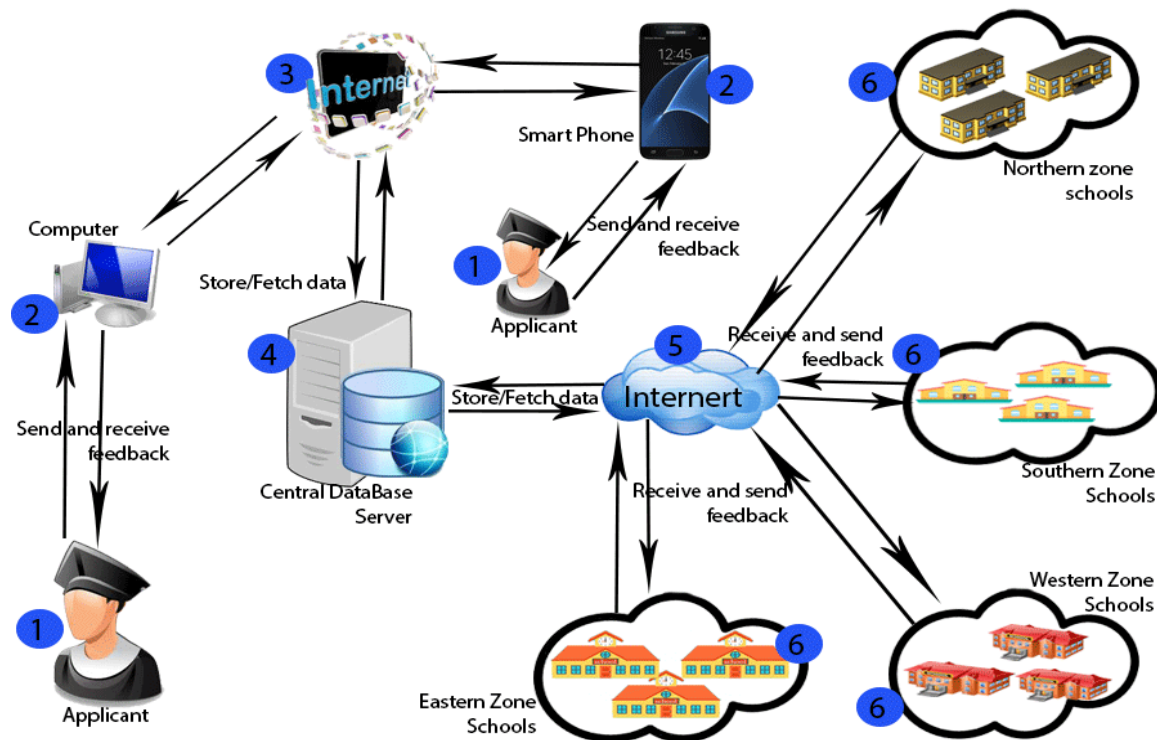 3
Internet
SAMSUNG
12:45
2
6
Smart Phone
Northern zone
schools
Computer
Send and receive
feedback
1
Applicant
2
Store/Fetch data
4
5
Internert
Receive and send
feedback
6
Store/Fetch data
Send and receive
feedback
Central DataBase
Server
Southern Zone
Schools
Receive and send
feedback
1
Applicant
Eastern Zone
Schools
6
Western Zone
Schools
6